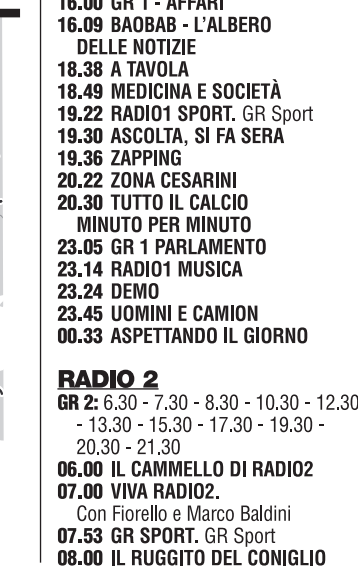 16.00 GR 1 - AFFARI
16.09 BAOBAB - L'ALBERO
DELLE NOTIZIE
18.38 A TAVOLA
18.49 MEDICINA E SOCIETÀ
19.22 RADIO1 SPORT. GR Sport
19.30 ASCOLTA, SI FA SERA
19.36 ZAPPING
20.22 ZONA CESARINI
20.30 TUTTO IL CALCIO
MINUTO PER MINUTO
23.05 GR 1 PARLAMENTO
23.14 RADIO1 MUSICA
23.24 DEMO
23.45 UOMINI E CAMION
00.33 ASPETTANDO IL GIORNO
RADIO 2
GR 2: 6.30 - 7.30 - 8.30 - 10.30 - 12.30
- 13.30 - 15.30 - 17.30 - 19.30 -
20.30 - 21.30
06.00 IL CAMMELLO DI RADIO2
07.00 VIVA RADIO2.
Con Fiorello e Marco Baldini
07.53 GR SPORT. GR Sport
08.00 IL RUGGITO DEL CONIGLIO